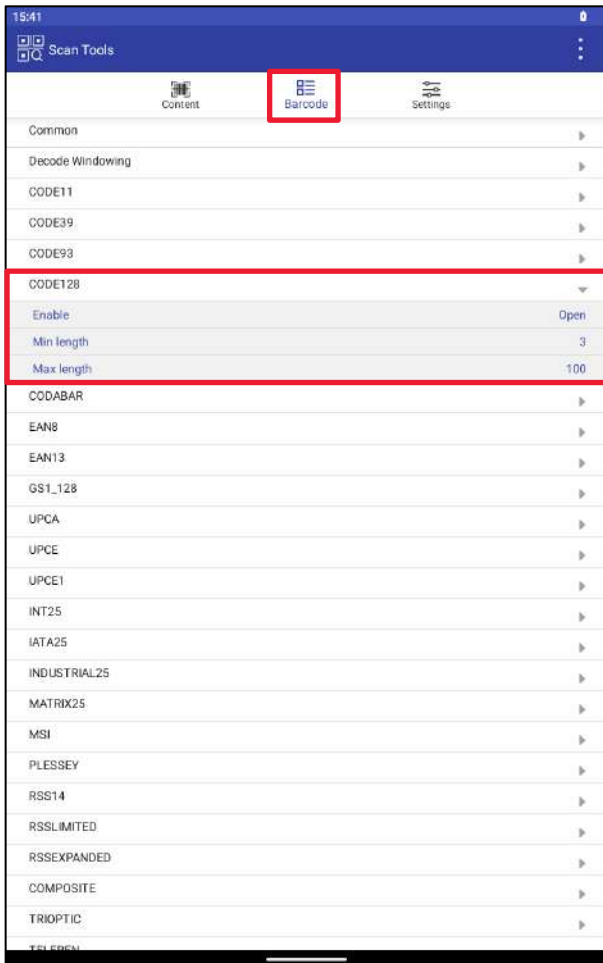 15:41
Scan Tools
Content Barcode Settings
Common
Decode Windowing
CODE11
CODE39
CODE93
CODE128
Enable Open
Min length 3
Max length 100
CODABAR
EAN8
EAN13
GS1_128
UPCA
UPCE
UPCE1
INT25
IATA25
INDUSTRIAL25
MATRIX25
MSI
PLESSEY
RSS14
RSSLIMITED
RSSEXPANDED
COMPOSITE
TRIOPTIC